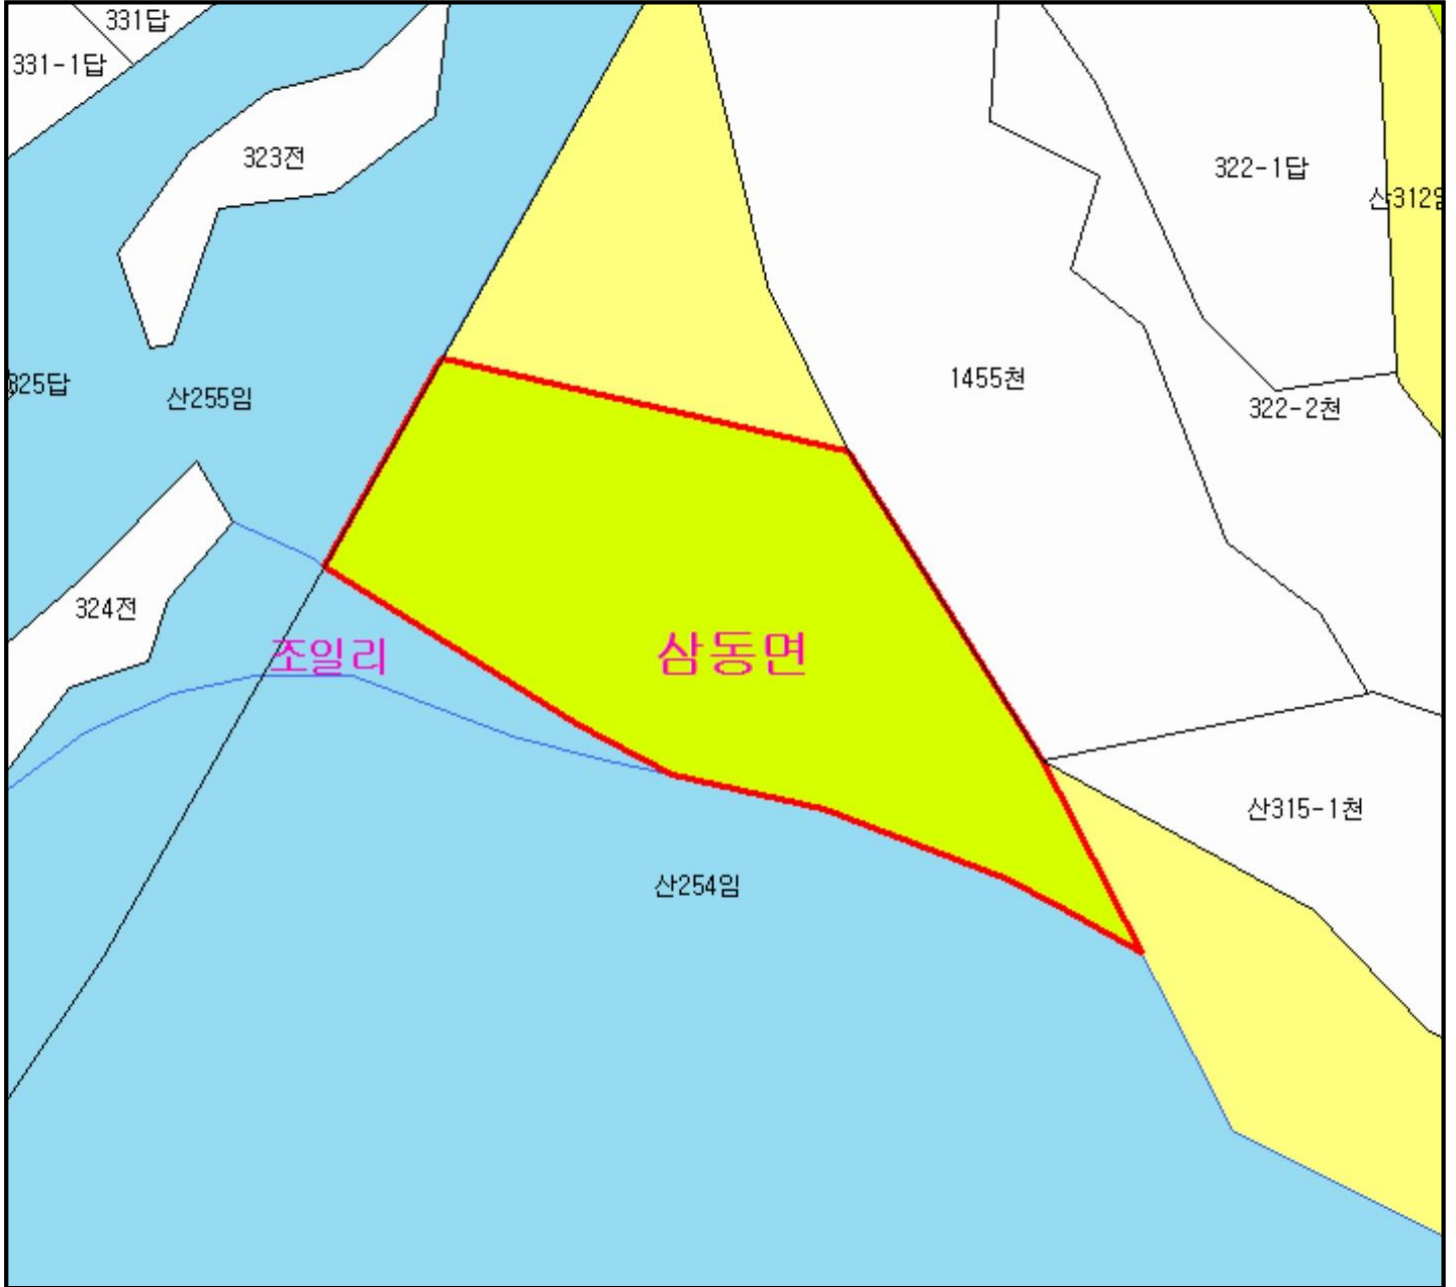 331답
331-1답
323전
322-1답
산312임
1455천
325답
산255임
322-2천
324전
조일리
삼동면
산315-1천
산254임